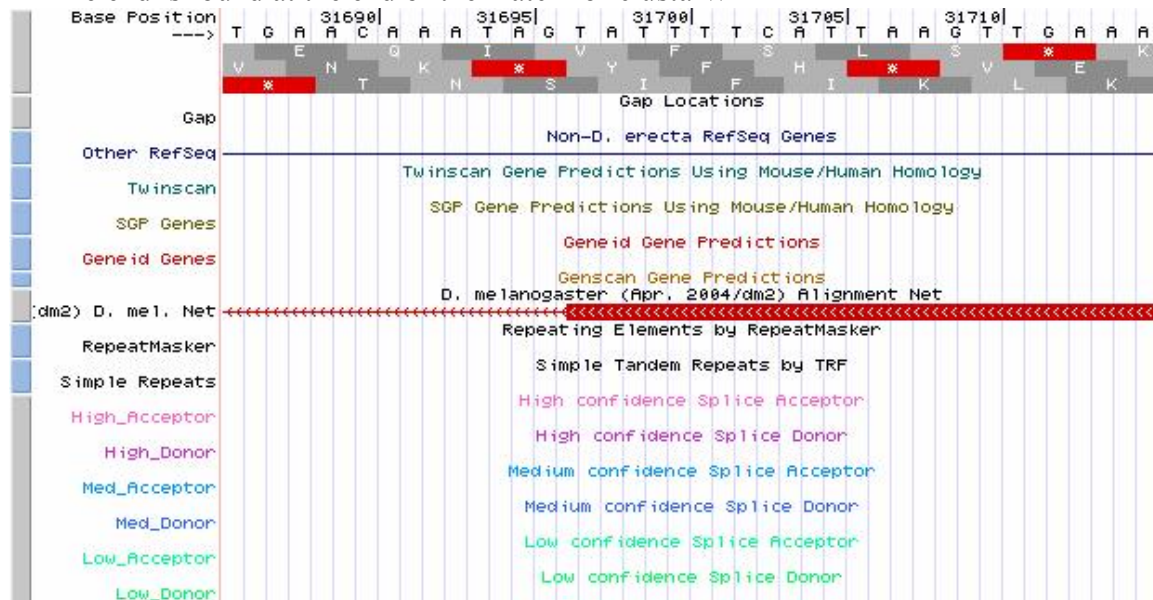 Base Position 31690| 31695| 31700| 31705| 31710|
---> T G A A C A A A T A G T A T T T T C A T T A A G T T G A A A
E Q I V F S L S * K
V N K * Y F H * V E
* T N S I F I K L K
Gap Locations
Gap
Non-D. erecta RefSeq Genes
Other RefSeq
Twinscan Gene Predictions Using Mouse/Human Homology
Twinscan
SGP Gene Predictions Using Mouse/Human Homology
SGP Genes
Geneid Gene Predictions
Geneid Genes
Genscan Gene Predictions
D. melanogaster (Apr. 2004/dm2) Alignment Net
(dm2) D. mel. Net
Repeating Elements by RepeatMasker
RepeatMasker
Simple Tandem Repeats by TRF
Simple Repeats
High confidence Splice Acceptor
High_Acceptor
High confidence Splice Donor
High_Donor
Medium confidence Splice Acceptor
Med_Acceptor
Medium confidence Splice Donor
Med_Donor
Low confidence Splice Acceptor
Low_Acceptor
Low confidence Splice Donor
Low_Donor